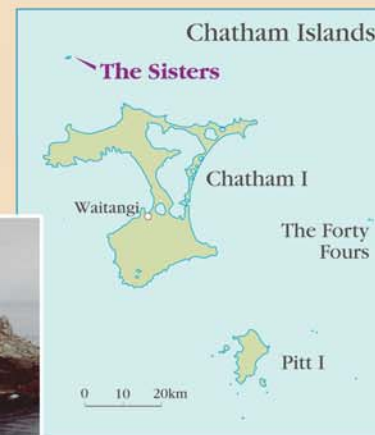 Chatham Islands
The Sisters
Chatham I
Waitangi
The Forty
Fours
Pitt I
0 10 20km